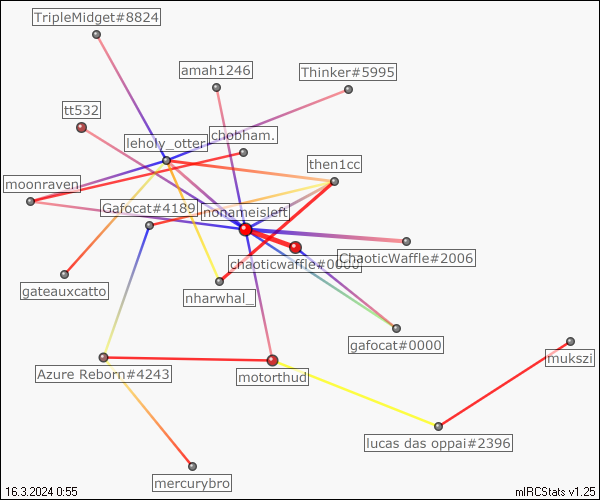 TripleMidget#8824
amah1246
Thinker#5995
tt532
chobham.
leholy_otter
then1cc
moonraven
Gafocat#4189
nonameisleft
ChaoticWaffle#2006
chaoticwaffle#0000
gateauxcatto
nharwhal_
gafocat#0000
mukszi
Azure Reborn#4243
motorthud
lucas das oppai#2396
mercurybro
16.3.2024 0:55
mIRCStats v1.25